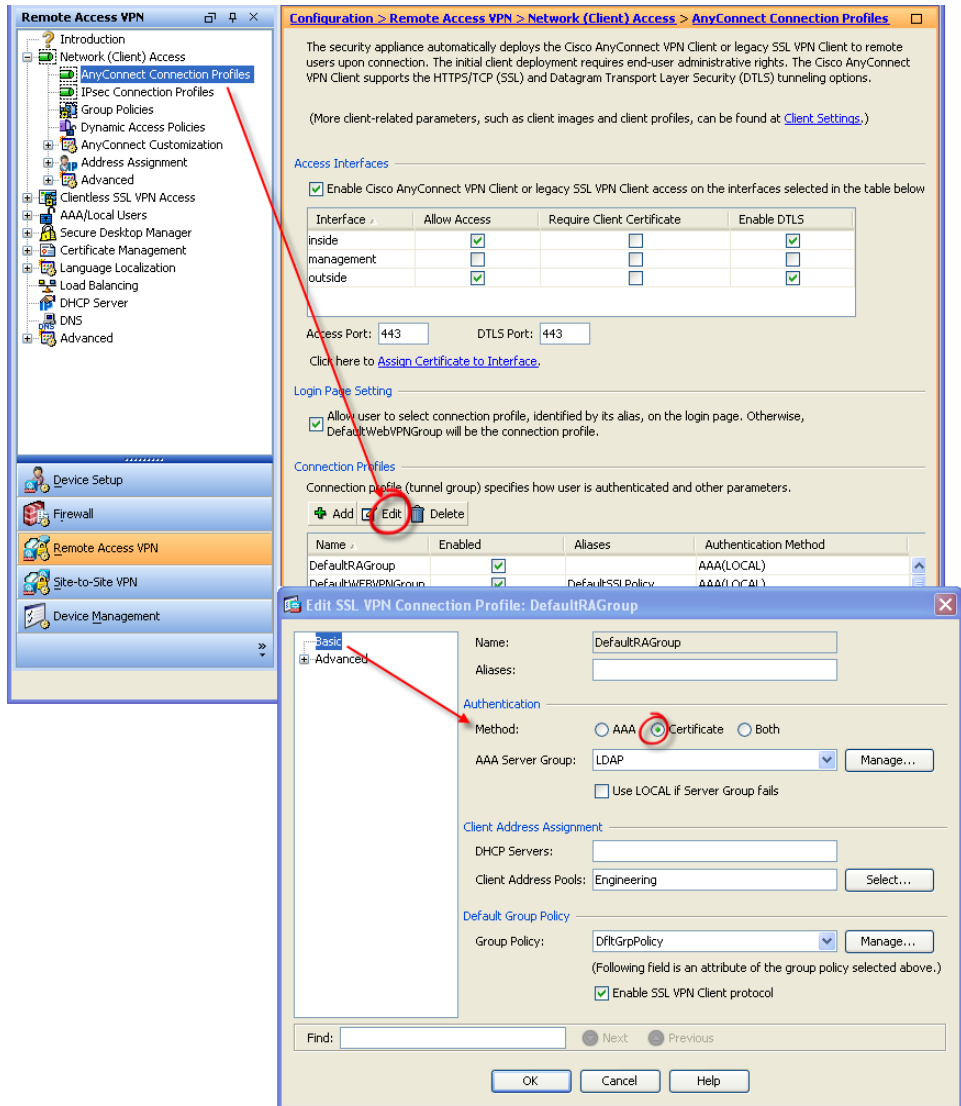 Remote Access VPN
Introduction
Network (Client) Access
AnyConnect Connection Profiles
IPsec Connection Profiles
Group Policies
Dynamic Access Policies
AnyConnect Customization
Address Assignment
Advanced
Clientless SSL VPN Access
AAA/Local Users
Secure Desktop Manager
Certificate Management
Language Localization
Load Balancing
DHCP Server
DNS
Advanced
Device Setup
Firewall
Remote Access VPN
Site-to-Site VPN
Device Management
»
Configuration > Remote Access VPN > Network (Client) Access > AnyConnect Connection Profiles
The security appliance automatically deploys the Cisco AnyConnect VPN Client or legacy SSL VPN Client to remote
users upon connection. The initial client deployment requires end-user administrative rights. The Cisco AnyConnect
VPN Client supports the HTTPS/TCP (SSL) and Datagram Transport Layer Security (DTLS) tunneling options.
(More client-related parameters, such as client images and client profiles, can be found at Client Settings.)
Access Interfaces
Enable Cisco AnyConnect VPN Client or legacy SSL VPN Client access on the interfaces selected in the table below
Interface Allow Access Require Client Certificate Enable DTLS
inside
management
outside
Access Port: 443 DTLS Port: 443
Click here to Assign Certificate to Interface.
Login Page Setting
Allow user to select connection profile, identified by its alias, on the login page. Otherwise,
DefaultWebVPNGroup will be the connection profile.
Connection Profiles
Connection profile (tunnel group) specifies how user is authenticated and other parameters.
Add Edit Delete
Name Enabled Aliases Authentication Method
DefaultRAGroup AAA(LOCAL)
DefaultWEBVPNGroup DefaultSSLPolicy AAA(LOCAL)
Edit SSL VPN Connection Profile: DefaultRAGroup
Basic
Advanced
Name: DefaultRAGroup
Aliases:
Authentication
Method: AAA Certificate Both
AAA Server Group: LDAP Manage...
Use LOCAL if Server Group fails
Client Address Assignment
DHCP Servers:
Client Address Pools: Engineering Select...
Default Group Policy
Group Policy: DfltGrpPolicy Manage...
(Following field is an attribute of the group policy selected above.)
Enable SSL VPN Client protocol
Find: Next Previous
OK Cancel Help